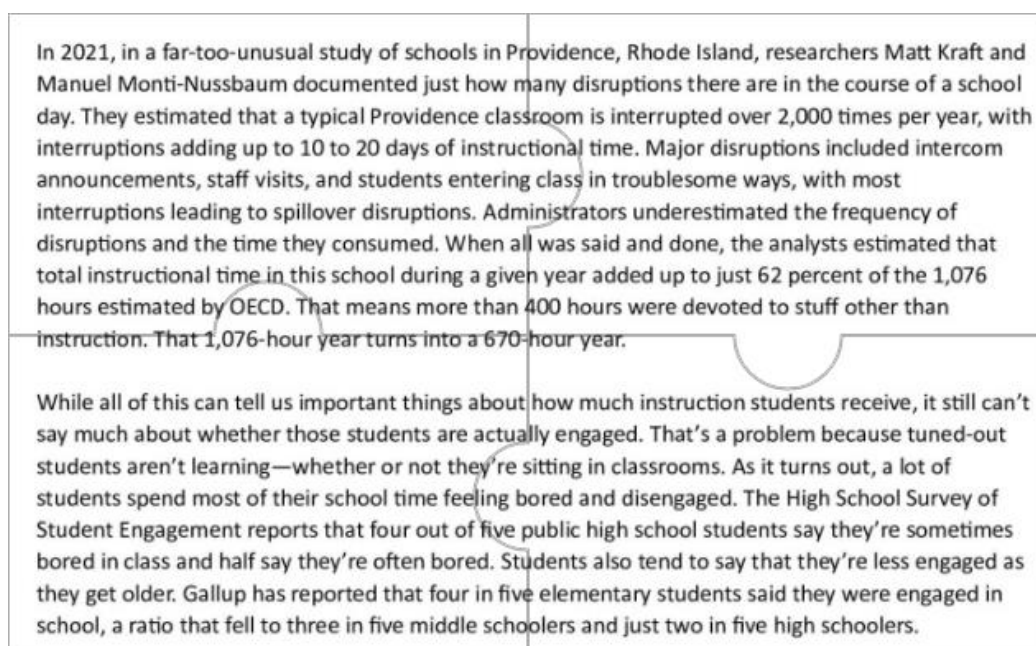 In 2021, in a far-too-unusual study of schools in Providence, Rhode Island, researchers Matt Kraft and
Manuel Monti-Nussbaum documented just how many disruptions there are in the course of a school
day. They estimated that a typical Providence classroom is interrupted over 2,000 times per year, with
interruptions adding up to 10 to 20 days of instructional time. Major disruptions included intercom
announcements, staff visits, and students entering class in troublesome ways, with most
interruptions leading to spillover disruptions. Administrators underestimated the frequency of
disruptions and the time they consumed. When all was said and done, the analysts estimated that
total instructional time in this school during a given year added up to just 62 percent of the 1,076
hours estimated by OECD. That means more than 400 hours were devoted to stuff other than
instruction. That 1,076-hour year turns into a 670-hour year.
While all of this can tell us important things about how much instruction students receive, it still can’t
say much about whether those students are actually engaged. That’s a problem because tuned-out
students aren’t learning—whether or not they’re sitting in classrooms. As it turns out, a lot of
students spend most of their school time feeling bored and disengaged. The High School Survey of
Student Engagement reports that four out of five public high school students say they’re sometimes
bored in class and half say they’re often bored. Students also tend to say that they’re less engaged as
they get older. Gallup has reported that four in five elementary students said they were engaged in
school, a ratio that fell to three in five middle schoolers and just two in five high schoolers.